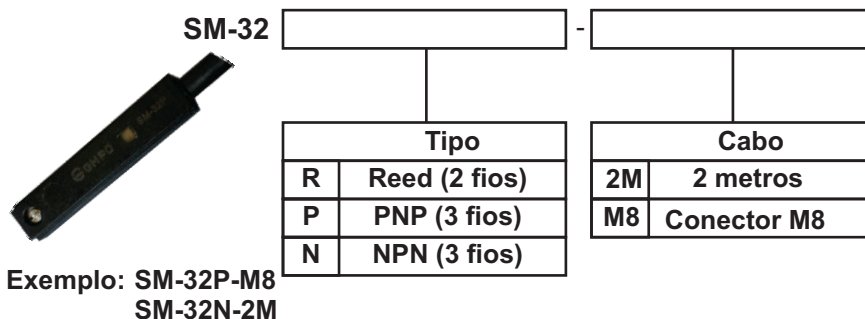 SM-32 -
Tipo
R Reed (2 fios)
P PNP (3 fios)
N NPN (3 fios)
Cabo
2M 2 metros
M8 Conector M8
Exemplo: SM-32P-M8
SM-32N-2M